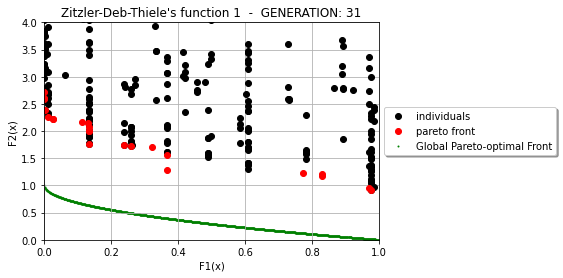 Zitzler-Deb-Thiele's function 1 - GENERATION: 31
4.0
3.5
3.0
2.5
2.0
1.5
1.0
0.5
0.0
F2(x)
0.0 0.2 0.4 0.6 0.8 1.0
F1(x)
individuals
pareto front
Global Pareto-optimal Front